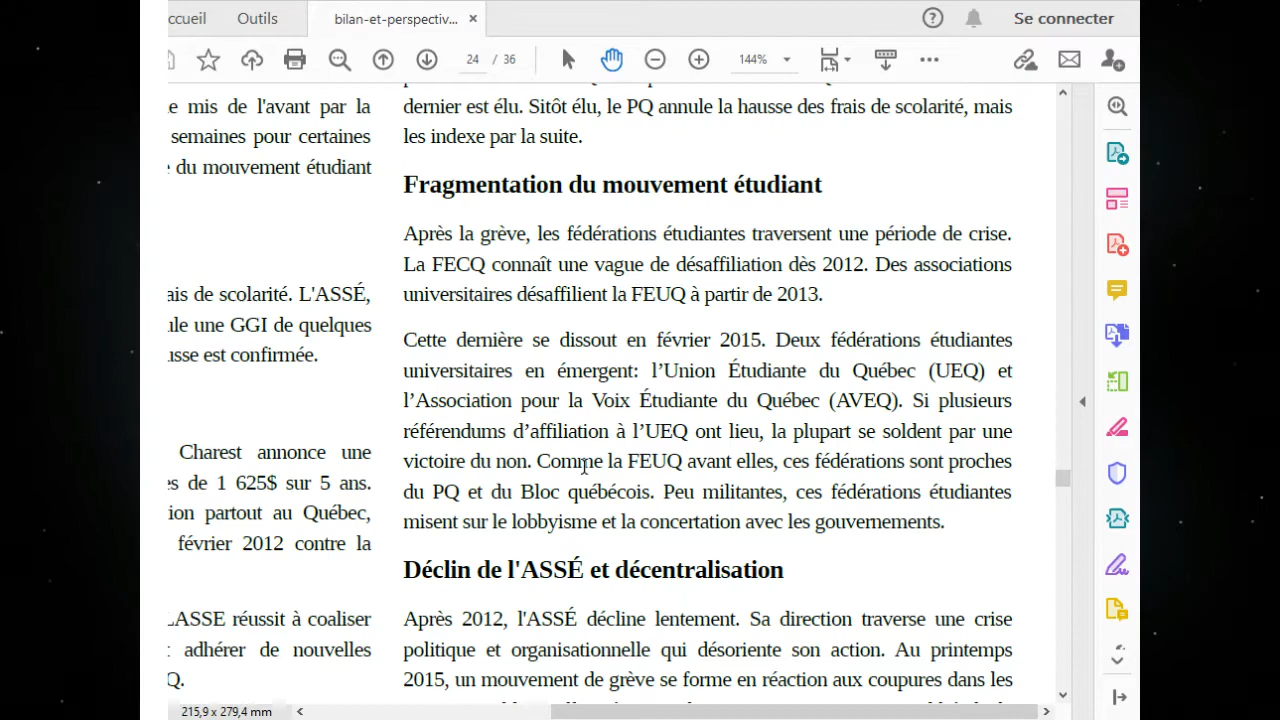 ccueil
Outils
bilan-et-perspectiv... ×
Se connecter
24 / 36
144%
e mis de l'avant par la
semaines pour certaines
du mouvement étudiant
ais de scolarité. L'ASSÉ,
ule une GGI de quelques
usse est confirmée.
Charest annonce une
es de 1 625$ sur 5 ans.
ion partout au Québec,
février 2012 contre la
LASSE réussit à coaliser
adhérer de nouvelles
Q.
dernier est élu. Sitôt élu, le PQ annule la hausse des frais de scolarité, mais
les indexe par la suite.
Fragmentation du mouvement étudiant
Après la grève, les fédérations étudiantes traversent une période de crise.
La FECQ connaît une vague de désaffiliation dès 2012. Des associations
universitaires désaffilient la FEUQ à partir de 2013.
Cette dernière se dissout en février 2015. Deux fédérations étudiantes
universitaires en émergent: l’Union Étudiante du Québec (UEQ) et
l’Association pour la Voix Étudiante du Québec (AVEQ). Si plusieurs
référendums d’affiliation à l’UEQ ont lieu, la plupart se soldent par une
victoire du non. Comme la FEUQ avant elles, ces fédérations sont proches
du PQ et du Bloc québécois. Peu militantes, ces fédérations étudiantes
misent sur le lobbyisme et la concertation avec les gouvernements.
Déclin de l'ASSÉ et décentralisation
Après 2012, l'ASSÉ décline lentement. Sa direction traverse une crise
politique et organisationnelle qui désoriente son action. Au printemps
2015, un mouvement de grève se forme en réaction aux coupures dans les
215,9 x 279,4 mm